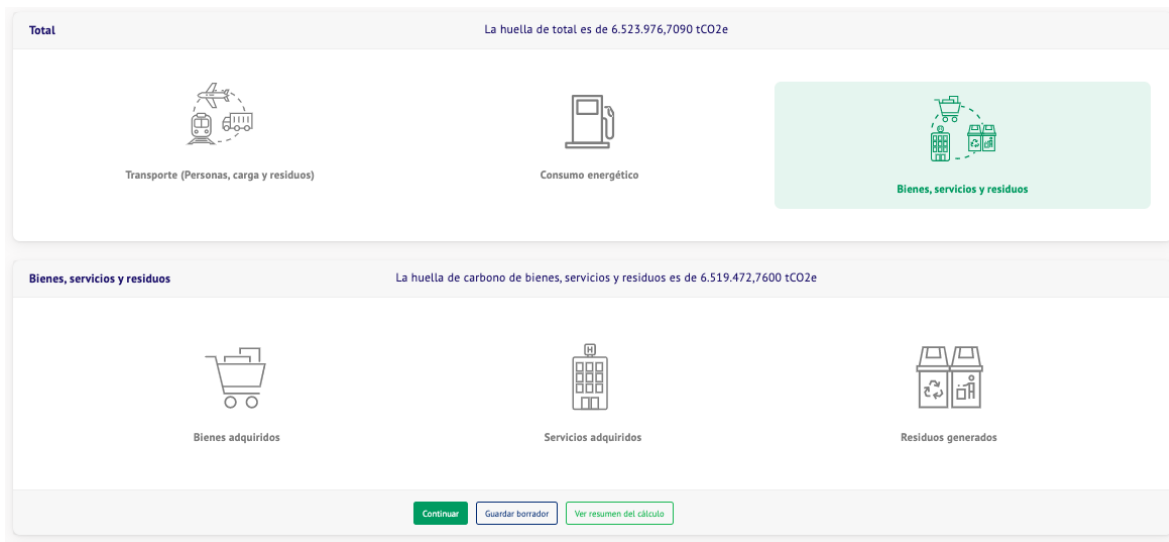 Total
La huella de total es de 6.523.976,7090 tCO2e
Transporte (Personas, carga y residuos)
Consumo energético
Bienes, servicios y residuos
Bienes, servicios y residuos
La huella de carbono de bienes, servicios y residuos es de 6.519.472,7600 tCO2e
H
Bienes adquiridos
Servicios adquiridos
Residuos generados
Continuar
Guardar borrador
Ver resumen del cálculo